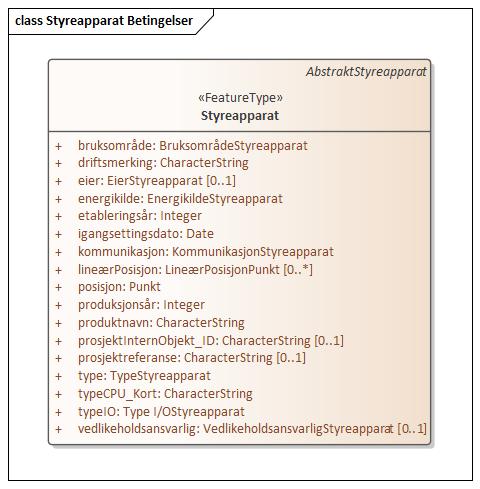 class Styreapparat Betingelser
AbstraktStyreapparat
«FeatureType»
Styreapparat
+ bruksområde: BruksområdeStyreapparat
+ driftsmerking: CharacterString
+ eier: EierStyreapparat [0..1]
+ energikilde: EnergikildeStyreapparat
+ etableringsår: Integer
+ igangsettingsdato: Date
+ kommunikasjon: KommunikasjonStyreapparat
+ lineærPosisjon: LineærPosisjonPunkt [0..*]
+ posisjon: Punkt
+ produksjonsår: Integer
+ produktnavn: CharacterString
+ prosjektInternObjekt_ID: CharacterString [0..1]
+ prosjektreferanse: CharacterString [0..1]
+ type: TypeStyreapparat
+ typeCPU_Kort: CharacterString
+ typeIO: Type I/OStyreapparat
+ vedlikeholdsansvarlig: VedlikeholdsansvarligStyreapparat [0..1]